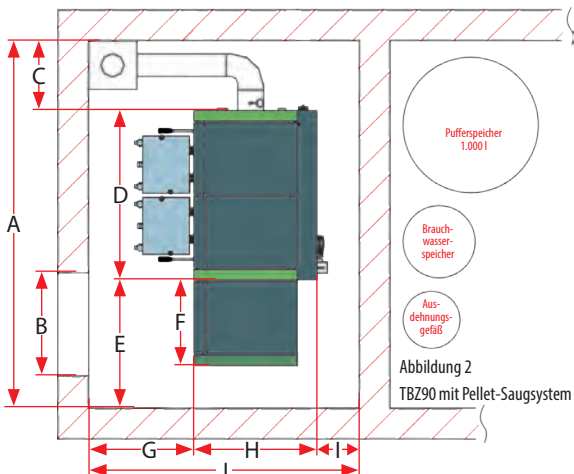 C
A
D
B
E
F
G
H
I
J
Pufferspeicher
1.000 l
Brauch-
wasser-
speicher
Aus-
dehnungs-
gefäß
Abbildung 2
TBZ90 mit Pellet-Saugsystem